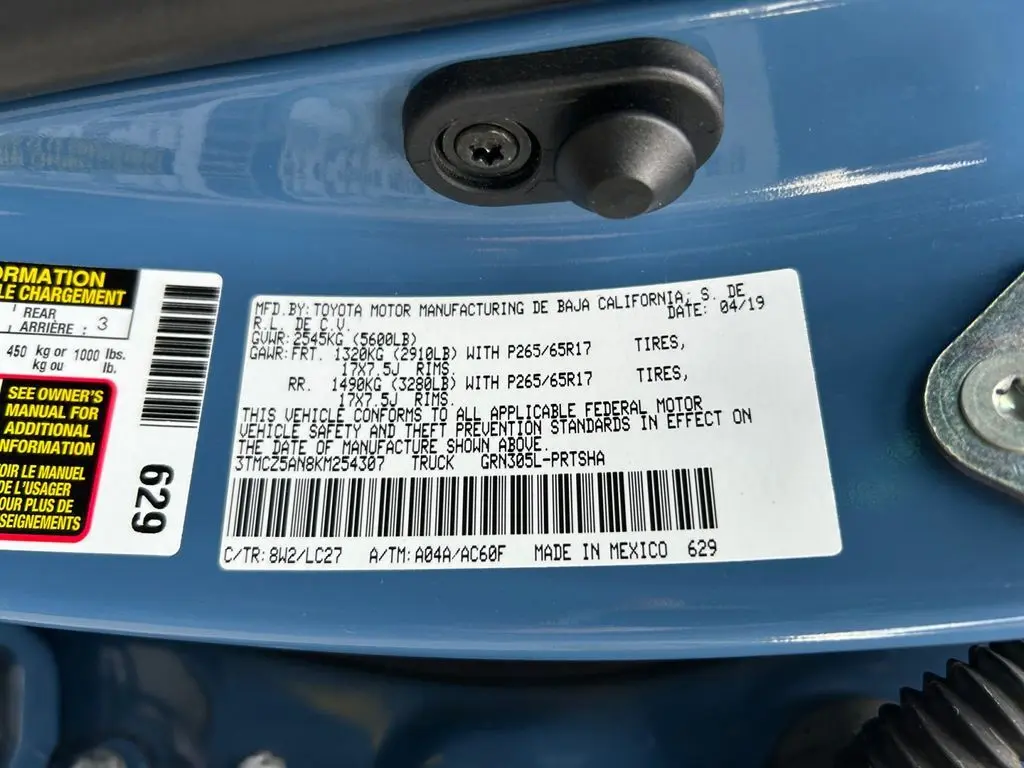 ORMATION
LE CHARGEMENT
REAR
ARRIÈRE : 3
450 kg or 1000 lbs.
kg ou lb.
SEE OWNER'S
MANUAL FOR
ADDITIONAL
NFORMATION
OIR LE MANUEL
DE L'USAGER
OUR PLUS DE
SEIGNEMENTS
629
MFD.BY:TOYOTA MOTOR MANUFACTURING DE BAJA CALIFORNIA, S. DE
R.L. DE C.V. DATE: 04/19
GVWR:2545KG (5600LB)
GAWR:FRT. 1320KG (2910LB) WITH P265/65R17 TIRES,
17X7.5J RIMS.
RR. 1490KG (3280LB) WITH P265/65R17 TIRES,
17X7.5J RIMS.
THIS VEHICLE CONFORMS TO ALL APPLICABLE FEDERAL MOTOR
VEHICLE SAFETY AND THEFT PREVENTION STANDARDS IN EFFECT ON
THE DATE OF MANUFACTURE SHOWN ABOVE.
3TMCZ5AN8KM254307 TRUCK GRN305L-PRTSHA
C/TR:8W2/LC27 A/TM:A04A/AC60F MADE IN MEXICO 629